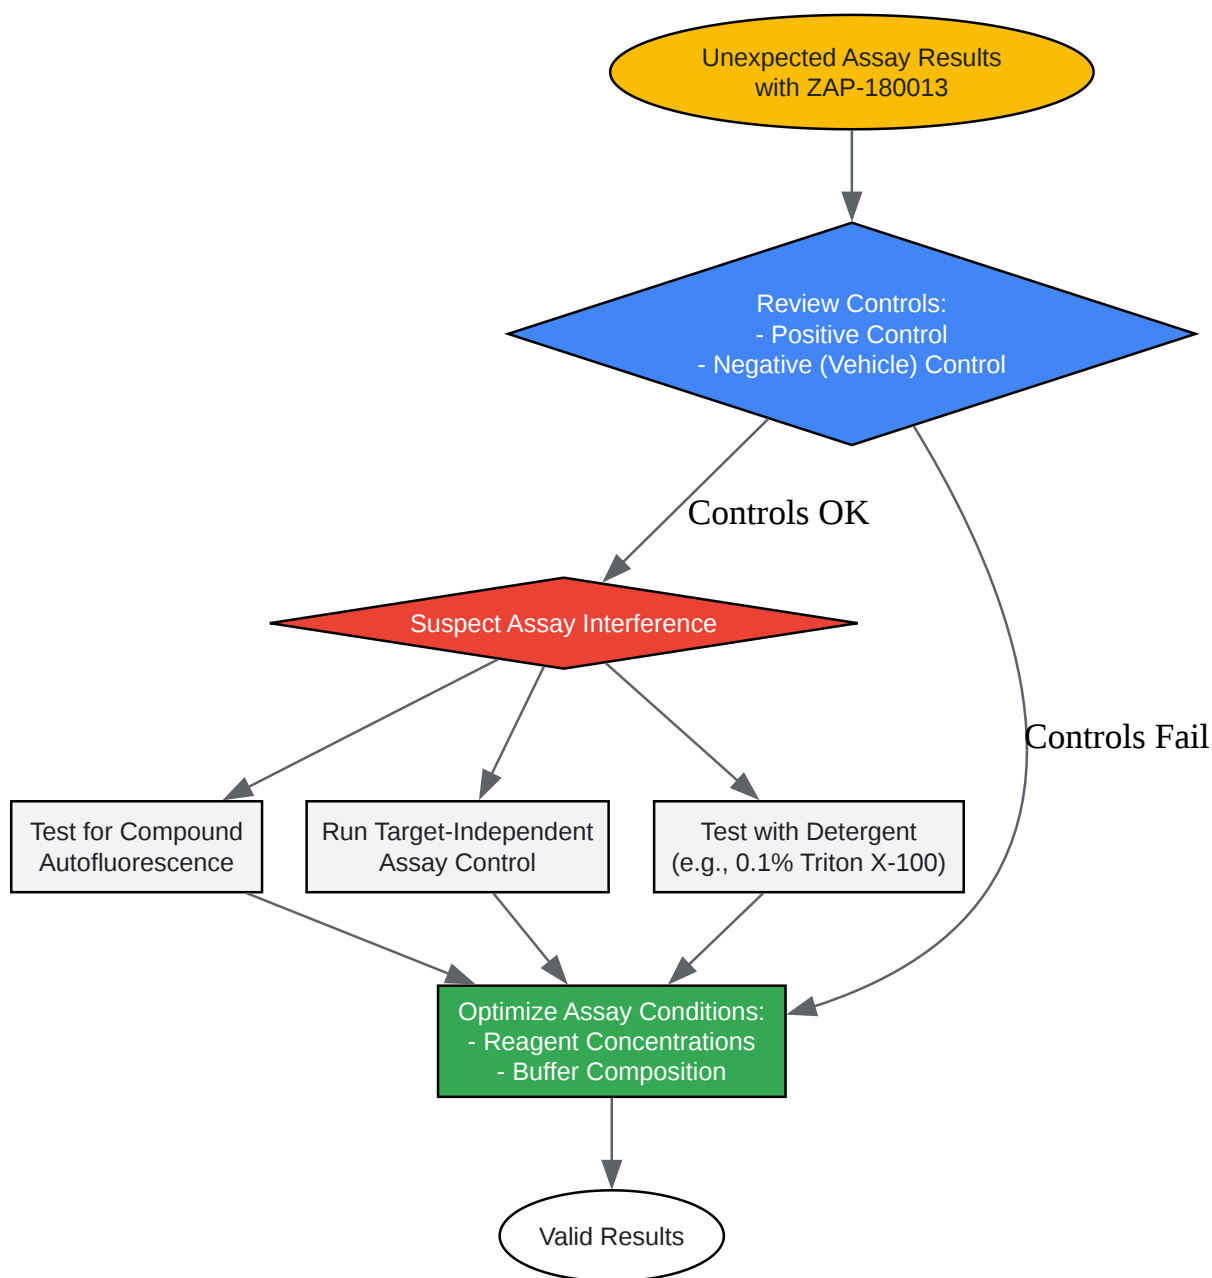 Unexpected Assay Results
with ZAP-180013
Review Controls:
- Positive Control
- Negative (Vehicle) Control
Controls OK
Suspect Assay Interference
Controls Fail
Test for Compound
Autofluorescence
Run Target-Independent
Assay Control
Test with Detergent
(e.g., 0.1% Triton X-100)
Optimize Assay Conditions:
- Reagent Concentrations
- Buffer Composition
Valid Results